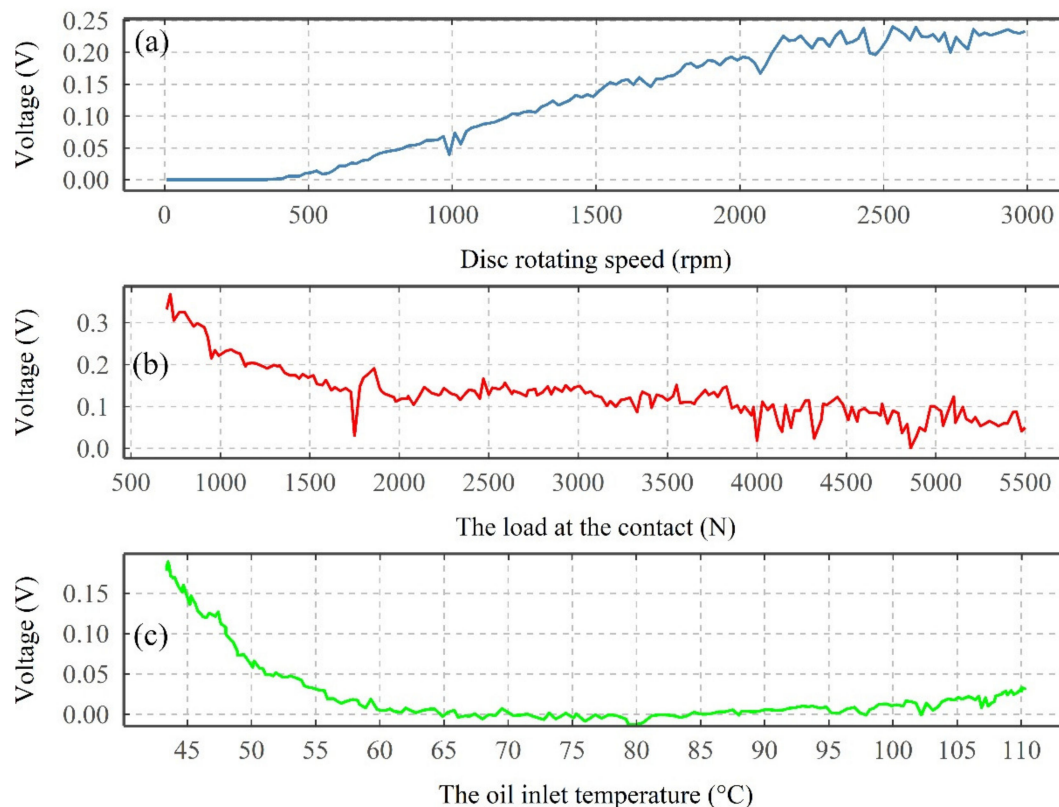 0.25
(a)
0.20
0.15
0.10
0.05
0.00
Voltage (V)
0 500 1000 1500 2000 2500 3000
Disc rotating speed (rpm)
0.3
0.2
(b)
0.1
0.0
Voltage (V)
500 1000 1500 2000 2500 3000 3500 4000 4500 5000 5500
The load at the contact (N)
0.15
0.10
(c)
0.05
0.00
Voltage (V)
45 50 55 60 65 70 75 80 85 90 95 100 105 110
The oil inlet temperature (°C)